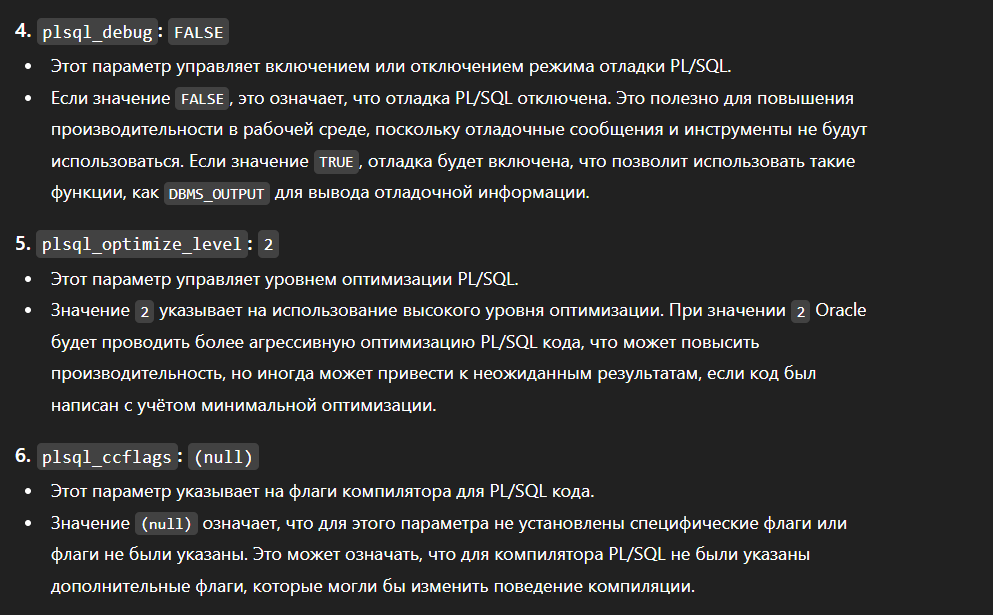 4. plsql_debug: FALSE
• Этот параметр управляет включением или отключением режима отладки PL/SQL.
• Если значение FALSE, это означает, что отладка PL/SQL отключена. Это полезно для повышения
производительности в рабочей среде, поскольку отладочные сообщения и инструменты не будут
использоваться. Если значение TRUE, отладка будет включена, что позволит использовать такие
функции, как DBMS_OUTPUT для вывода отладочной информации.
5. plsql_optimize_level: 2
• Этот параметр управляет уровнем оптимизации PL/SQL.
• Значение 2 указывает на использование высокого уровня оптимизации. При значении 2 Oracle
будет проводить более агрессивную оптимизацию PL/SQL кода, что может повысить
производительность, но иногда может привести к неожиданным результатам, если код был
написан с учётом минимальной оптимизации.
6. plsql_ccflags: (null)
• Этот параметр указывает на флаги компилятора для PL/SQL кода.
• Значение (null) означает, что для этого параметра не установлены специфические флаги или
флаги не были указаны. Это может означать, что для компилятора PL/SQL не были указаны
дополнительные флаги, которые могли бы изменить поведение компиляции.